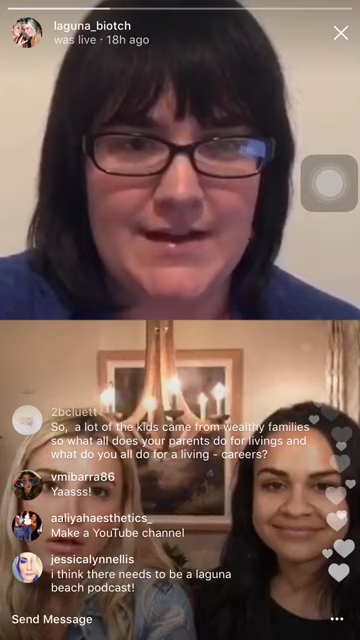 laguna_biotch
was live · 18h ago
2bcluett
So, a lot of the kids came from wealthy families
so what all does your parents do for livings and
what do you all do for a living - careers?
vmibarra86
Yaasss!
aaliyahaesthetics_
Make a YouTube channel
jessicalynnellis
i think there needs to be a laguna
beach podcast!
Send Message